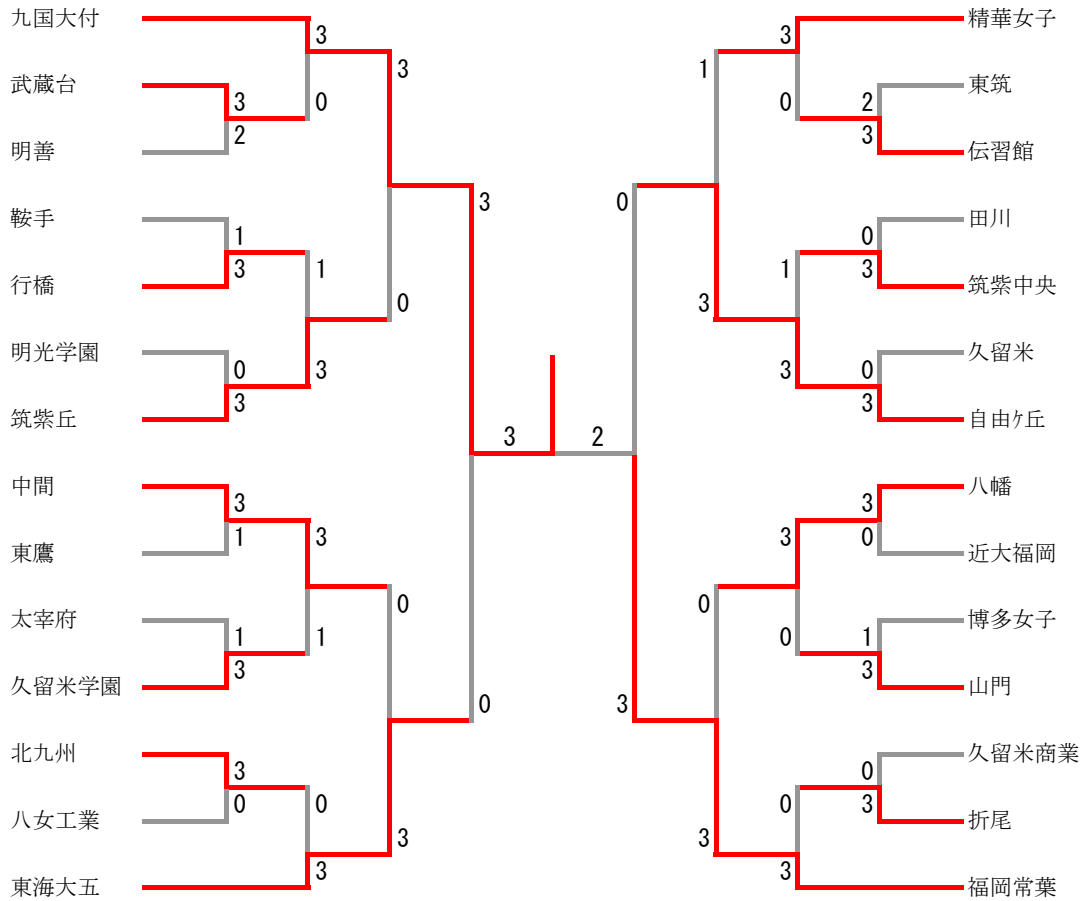 九国大付
3
武蔵台
3
0
明善
2
3
鞍手
1
行橋
3
1
明光学園
0
3
筑紫丘
3
0
3
中間
3
東鷹
1
3
太宰府
1
1
久留米学園
3
0
北九州
3
八女工業
0
0
東海大五
3
3
0
3
2
精華女子
3
東筑
2
0
伝習館
3
1
田川
0
筑紫中央
3
1
久留米
0
3
自由ケ丘
3
3
0
八幡
3
近大福岡
0
3
博多女子
1
0
山門
3
0
久留米商業
0
折尾
3
0
福岡常葉
3
3
3